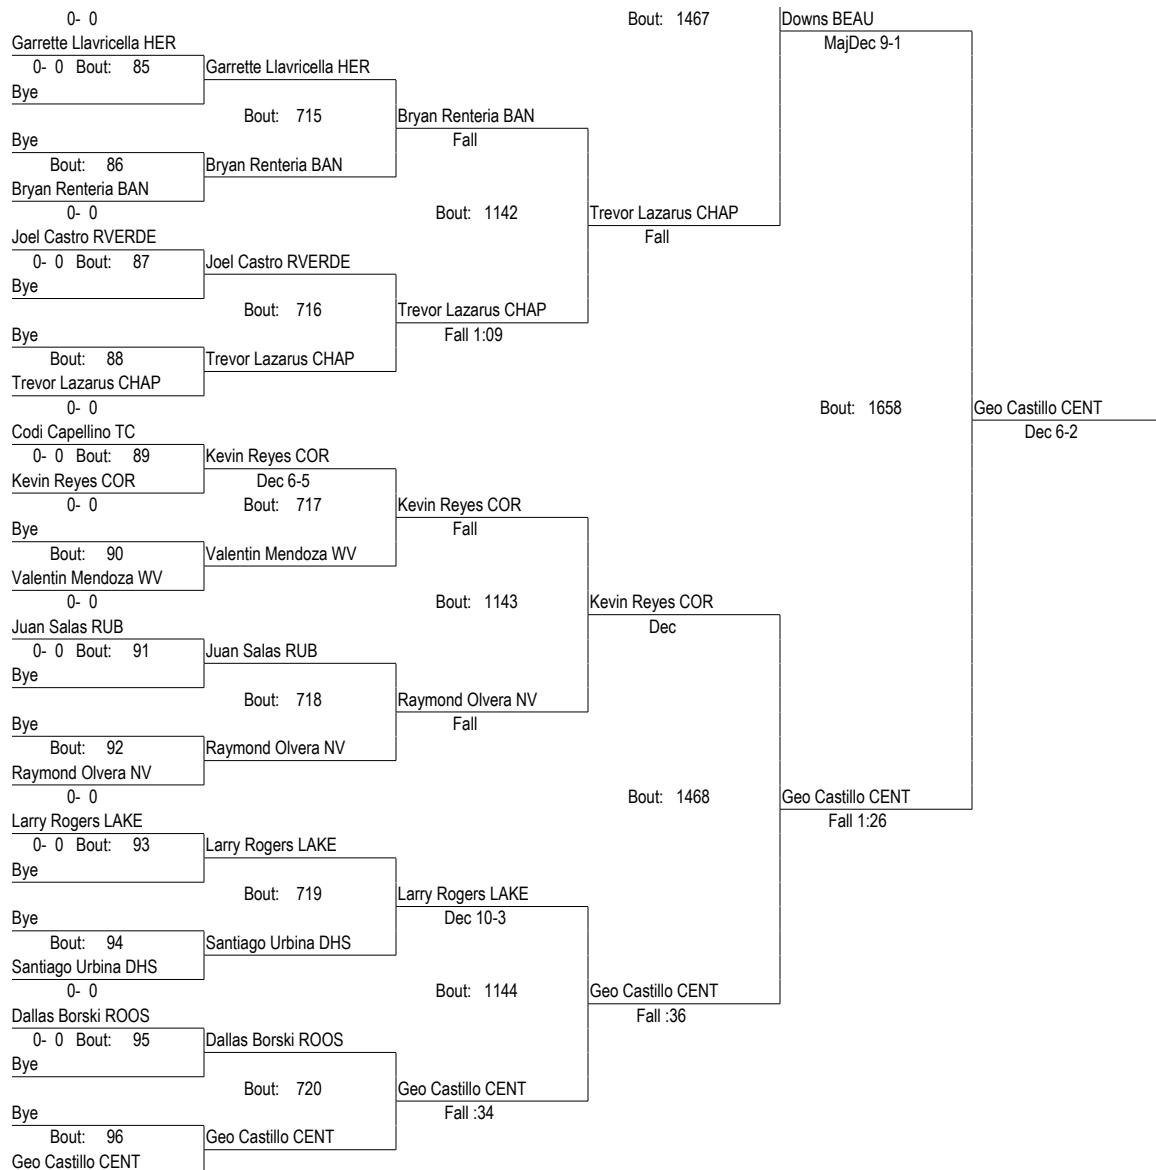 0- 0 Bout: 1467 Downs BEAU
Garrette Llavricella HER MajDec 9-1
0- 0 Bout: 85 Garrette Llavricella HER
Bye
Bout: 715 Bryan Renteria BAN
Bye Fall
Bout: 86 Bryan Renteria BAN
Bryan Renteria BAN
0- 0 Bout: 1142 Trevor Lazarus CHAP
Joel Castro RVERDE Fall
0- 0 Bout: 87 Joel Castro RVERDE
Bye
Bout: 716 Trevor Lazarus CHAP
Bye Fall 1:09
Bout: 88 Trevor Lazarus CHAP
Trevor Lazarus CHAP
0- 0 Bout: 1658 Geo Castillo CENT
Codi Capellino TC Dec 6-2
0- 0 Bout: 89 Kevin Reyes COR
Kevin Reyes COR Dec 6-5
0- 0 Bout: 717 Kevin Reyes COR
Bye Fall
Bout: 90 Valentin Mendoza WV
Valentin Mendoza WV
0- 0 Bout: 1143 Kevin Reyes COR
Juan Salas RUB Dec
0- 0 Bout: 91 Juan Salas RUB
Bye
Bout: 718 Raymond Olvera NV
Bye Fall
Bout: 92 Raymond Olvera NV
Raymond Olvera NV
0- 0 Bout: 1468 Geo Castillo CENT
Larry Rogers LAKE Fall 1:26
0- 0 Bout: 93 Larry Rogers LAKE
Bye
Bout: 719 Larry Rogers LAKE
Bye Dec 10-3
Bout: 94 Santiago Urbina DHS
Santiago Urbina DHS
0- 0 Bout: 1144 Geo Castillo CENT
Dallas Borski ROOS Fall :36
0- 0 Bout: 95 Dallas Borski ROOS
Bye
Bout: 720 Geo Castillo CENT
Bye Fall :34
Bout: 96 Geo Castillo CENT
Geo Castillo CENT